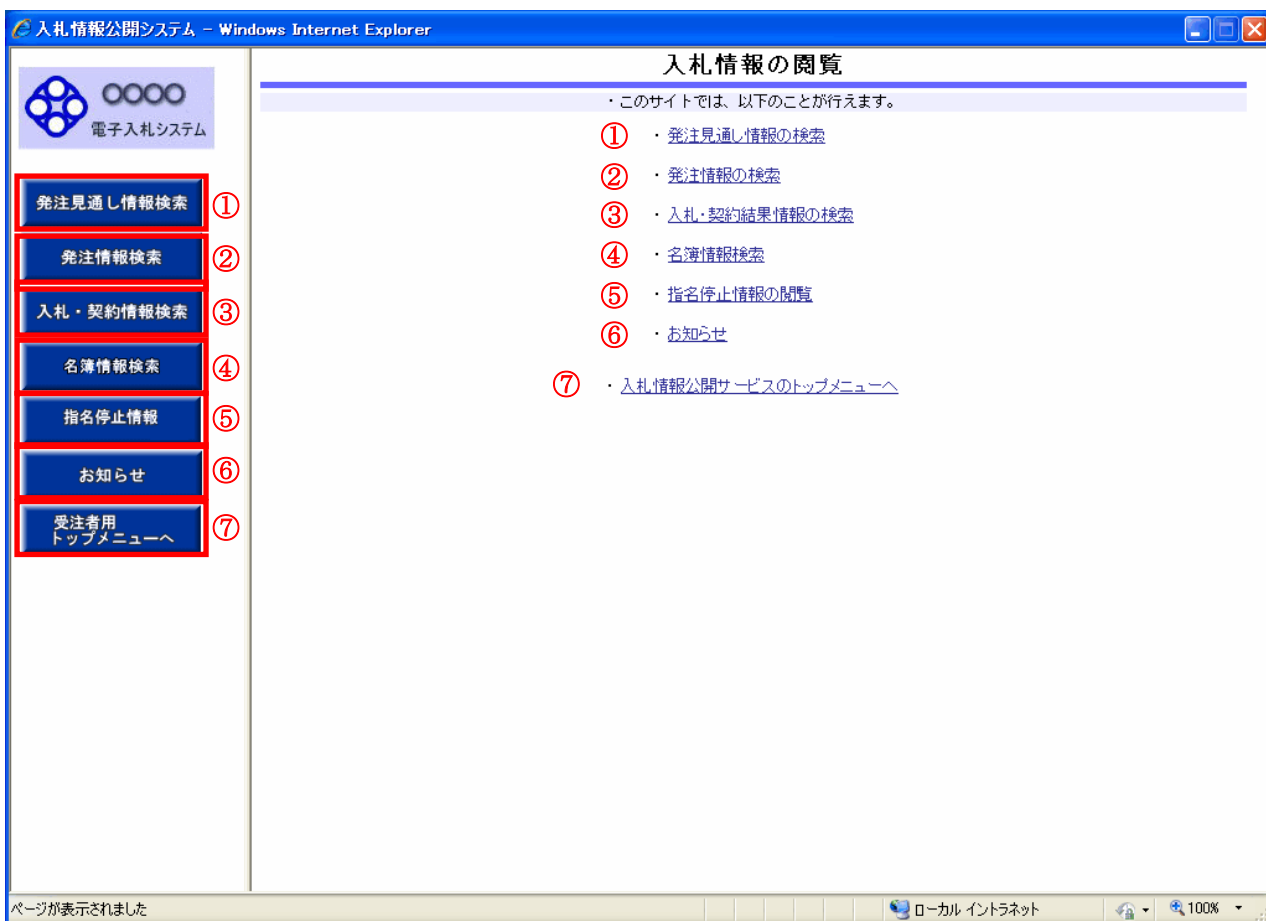 入札情報公開システム - Windows Internet Explorer
○○○○
電子入札システム
発注見通し情報検索 ①
発注情報検索 ②
入札・契約情報検索 ③
名簿情報検索 ④
指名停止情報 ⑤
お知らせ ⑥
受注者用
トップメニューへ ⑦
入札情報の閲覧
・このサイトでは、以下のことが行えます。
① ・発注見通し情報の検索
② ・発注情報の検索
③ ・入札・契約結果情報の検索
④ ・名簿情報検索
⑤ ・指名停止情報の閲覧
⑥ ・お知らせ
⑦ ・入札情報公開サービスのトップメニューへ
ページが表示されました
ローカル イントラネット
100%